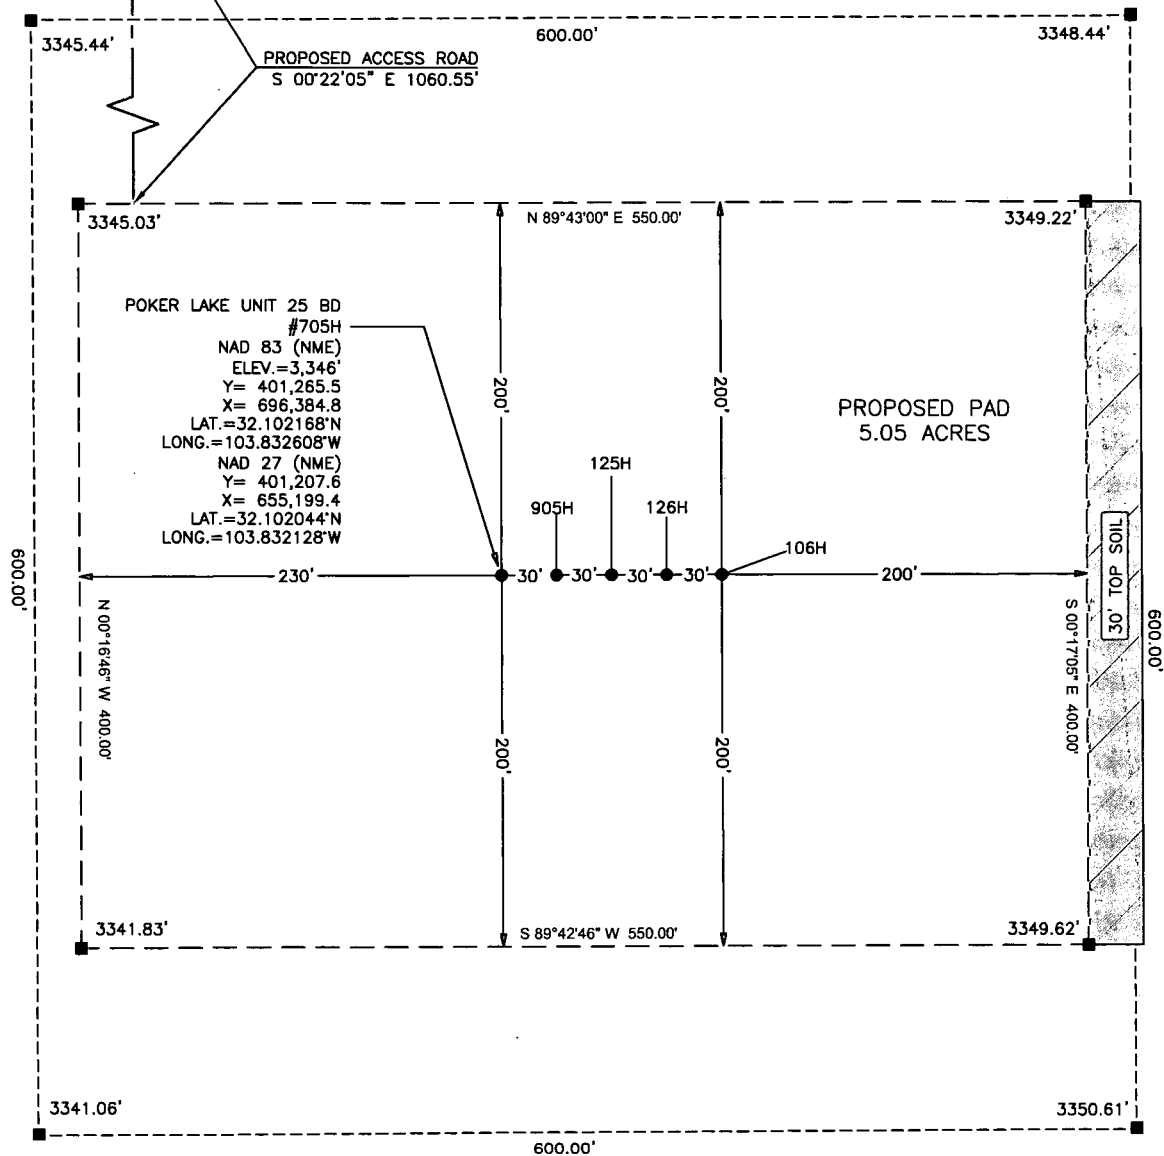 3345.44'
600.00'
3348.44'
PROPOSED ACCESS ROAD
S 00°22'05" E 1060.55'
3345.03'
N 89°43'00" E 550.00'
3349.22'
POKER LAKE UNIT 25 BD
#705H
NAD 83 (NME)
ELEV.=3,346'
Y= 401,265.5
X= 696,384.8
LAT.=32.102168°N
LONG.=103.832608°W
NAD 27 (NME)
Y= 401,207.6
X= 655,199.4
LAT.=32.102044°N
LONG.=103.832128°W
200'
200'
PROPOSED PAD
5.05 ACRES
125H
905H
126H
106H
600.00'
230'
30'
30'
30'
30'
200'
30' TOP SOIL
N 00°16'46" W 400.00'
S 00°17'05" E 400.00'
600.00'
200'
200'
3341.83'
S 89°42'46" W 550.00'
3349.62'
3341.06'
3350.61'
600.00'